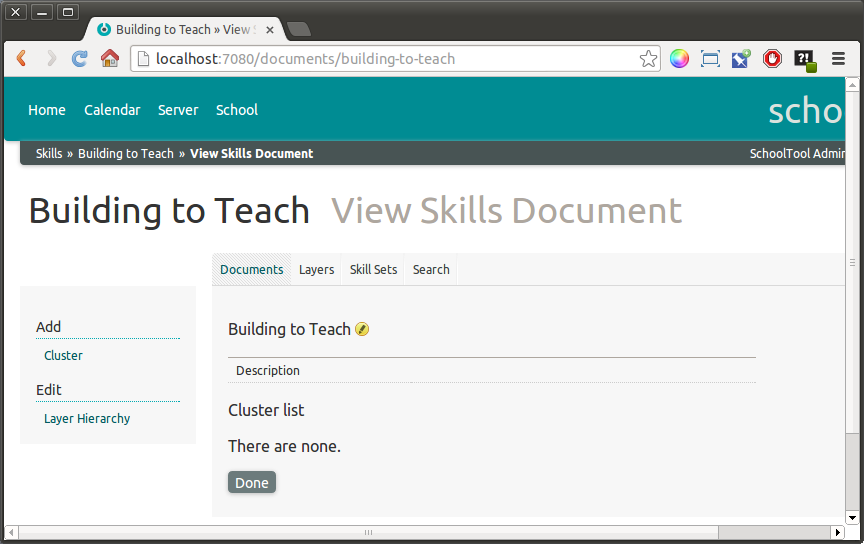 Building to Teach » View S
localhost:7080/documents/building-to-teach
?!
Home Calendar Server School
scho
Skills » Building to Teach » View Skills Document
SchoolTool Admin
Building to Teach View Skills Document
Documents Layers Skill Sets Search
Add
Cluster
Edit
Layer Hierarchy
Building to Teach
Description
Cluster list
There are none.
Done